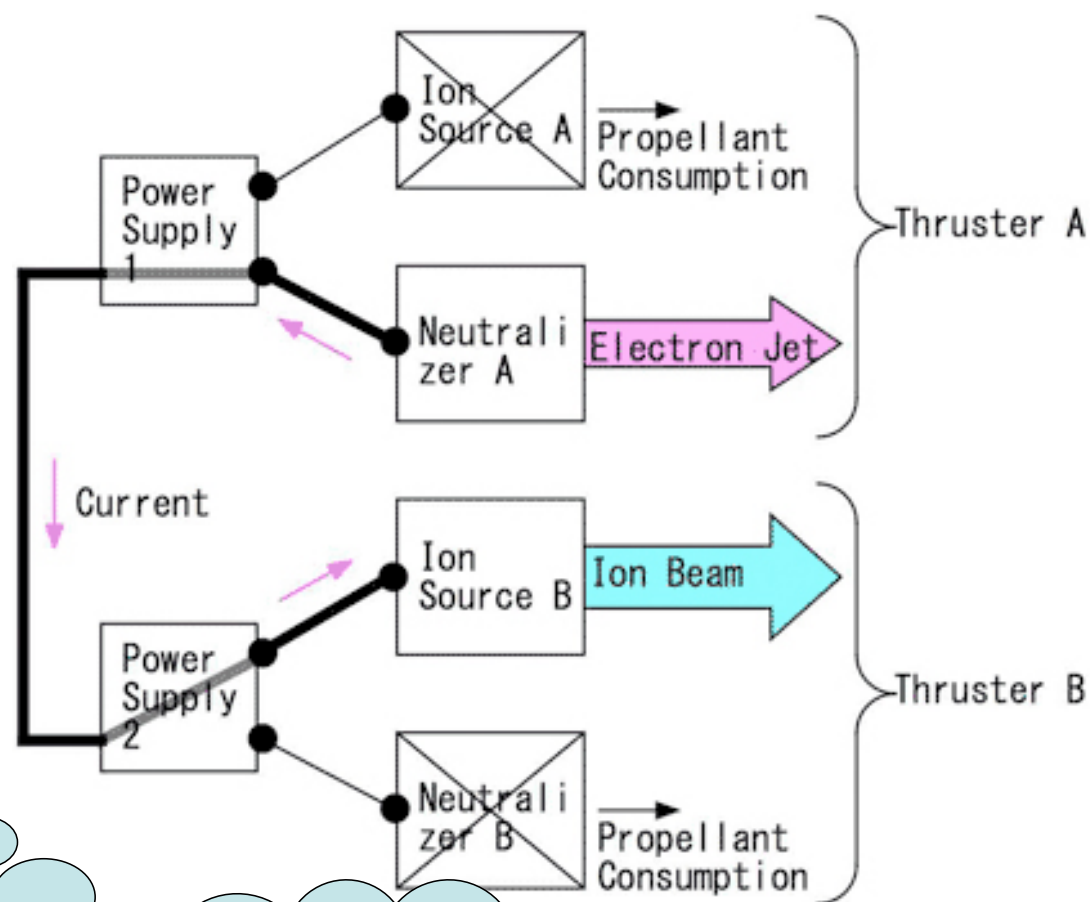 Ion
Source A
Propellant
Consumption
Power
Supply
1
Thruster A
Neutrali
zer A
Electron Jet
Current
Ion
Source B
Ion Beam
Power
Supply
2
Thruster B
Neutrali
zer B
Propellant
Consumption